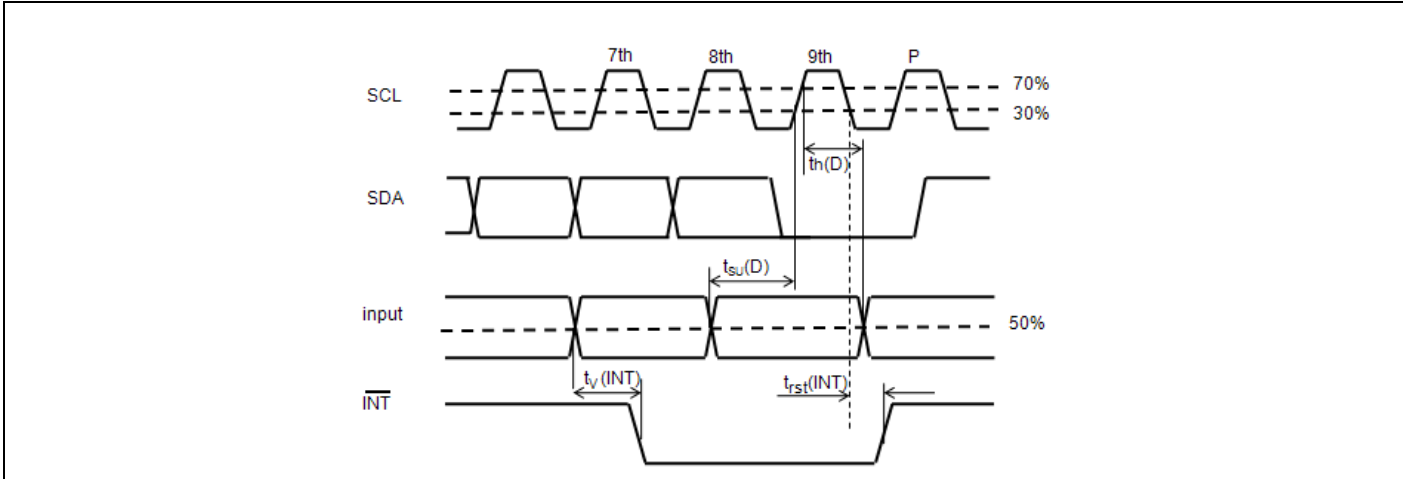 7th 8th 9th P
SCL
70%
30%
th(D)
SDA
tSU(D)
input
50%
tV(INT)
trst(INT)
INT